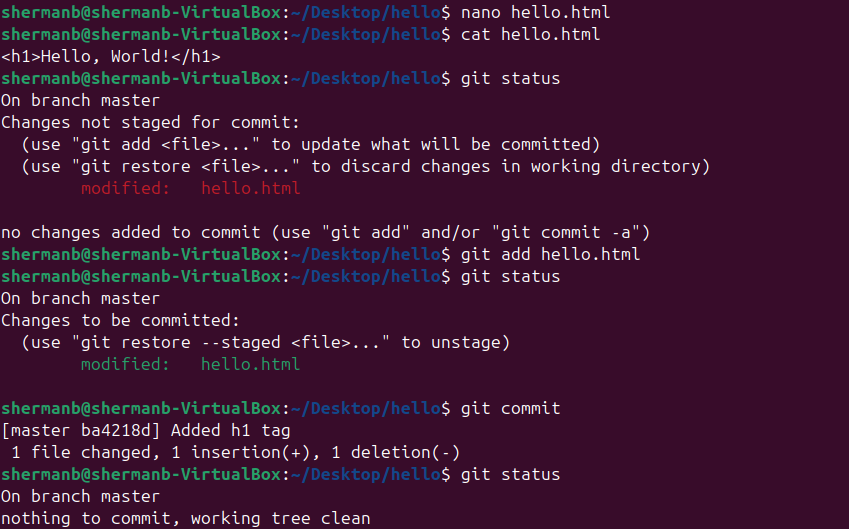 shermanb@shermanb-VirtualBox:~/Desktop/hello$ nano hello.html
shermanb@shermanb-VirtualBox:~/Desktop/hello$ cat hello.html
<h1>Hello, World!</h1>
shermanb@shermanb-VirtualBox:~/Desktop/hello$ git status
On branch master
Changes not staged for commit:
  (use "git add <file>..." to update what will be committed)
  (use "git restore <file>..." to discard changes in working directory)
        modified:   hello.html

no changes added to commit (use "git add" and/or "git commit -a")
shermanb@shermanb-VirtualBox:~/Desktop/hello$ git add hello.html
shermanb@shermanb-VirtualBox:~/Desktop/hello$ git status
On branch master
Changes to be committed:
  (use "git restore --staged <file>..." to unstage)
        modified:   hello.html

shermanb@shermanb-VirtualBox:~/Desktop/hello$ git commit
[master ba4218d] Added h1 tag
 1 file changed, 1 insertion(+), 1 deletion(-)
shermanb@shermanb-VirtualBox:~/Desktop/hello$ git status
On branch master
nothing to commit, working tree clean